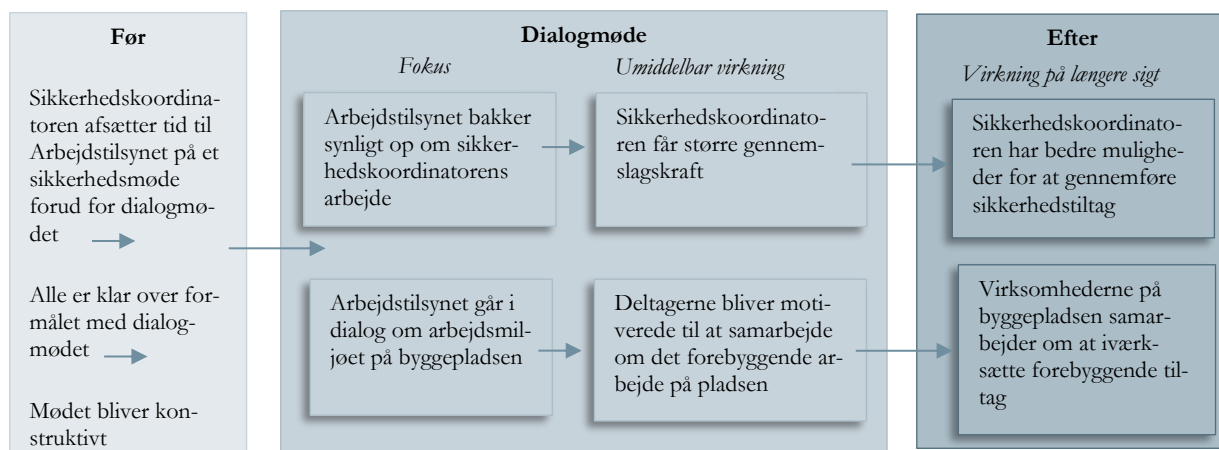 Før
Sikkerhedskoordina-
toren afsætter tid til
Arbejdstilsynet på et
sikkerhedsmøde
forud for dialogmø-
det
Alle er klar over for-
målet med dialog-
mødet
Mødet bliver kon-
struktivt
Dialogmøde
Fokus
Umiddelbar virkning
Arbejdstilsynet bakker
synligt op om sikker-
hedskoordinatorens
arbejde
Sikkerhedskoordinato-
ren får større gennem-
slagskraft
Arbejdstilsynet går i
dialog om arbejdsmil-
jøet på byggepladsen
Deltagerne bliver moti-
verede til at samarbejde
om det forebyggende ar-
bejde på pladsen
Efter
Virkning på længere sigt
Sikkerhedskoordinato-
ren har bedre mulighe-
der for at gennemføre
sikkerhedstiltag
Virksomhederne på
byggepladsen samar-
bejder om at iværk-
sætte forebyggende til-
tag